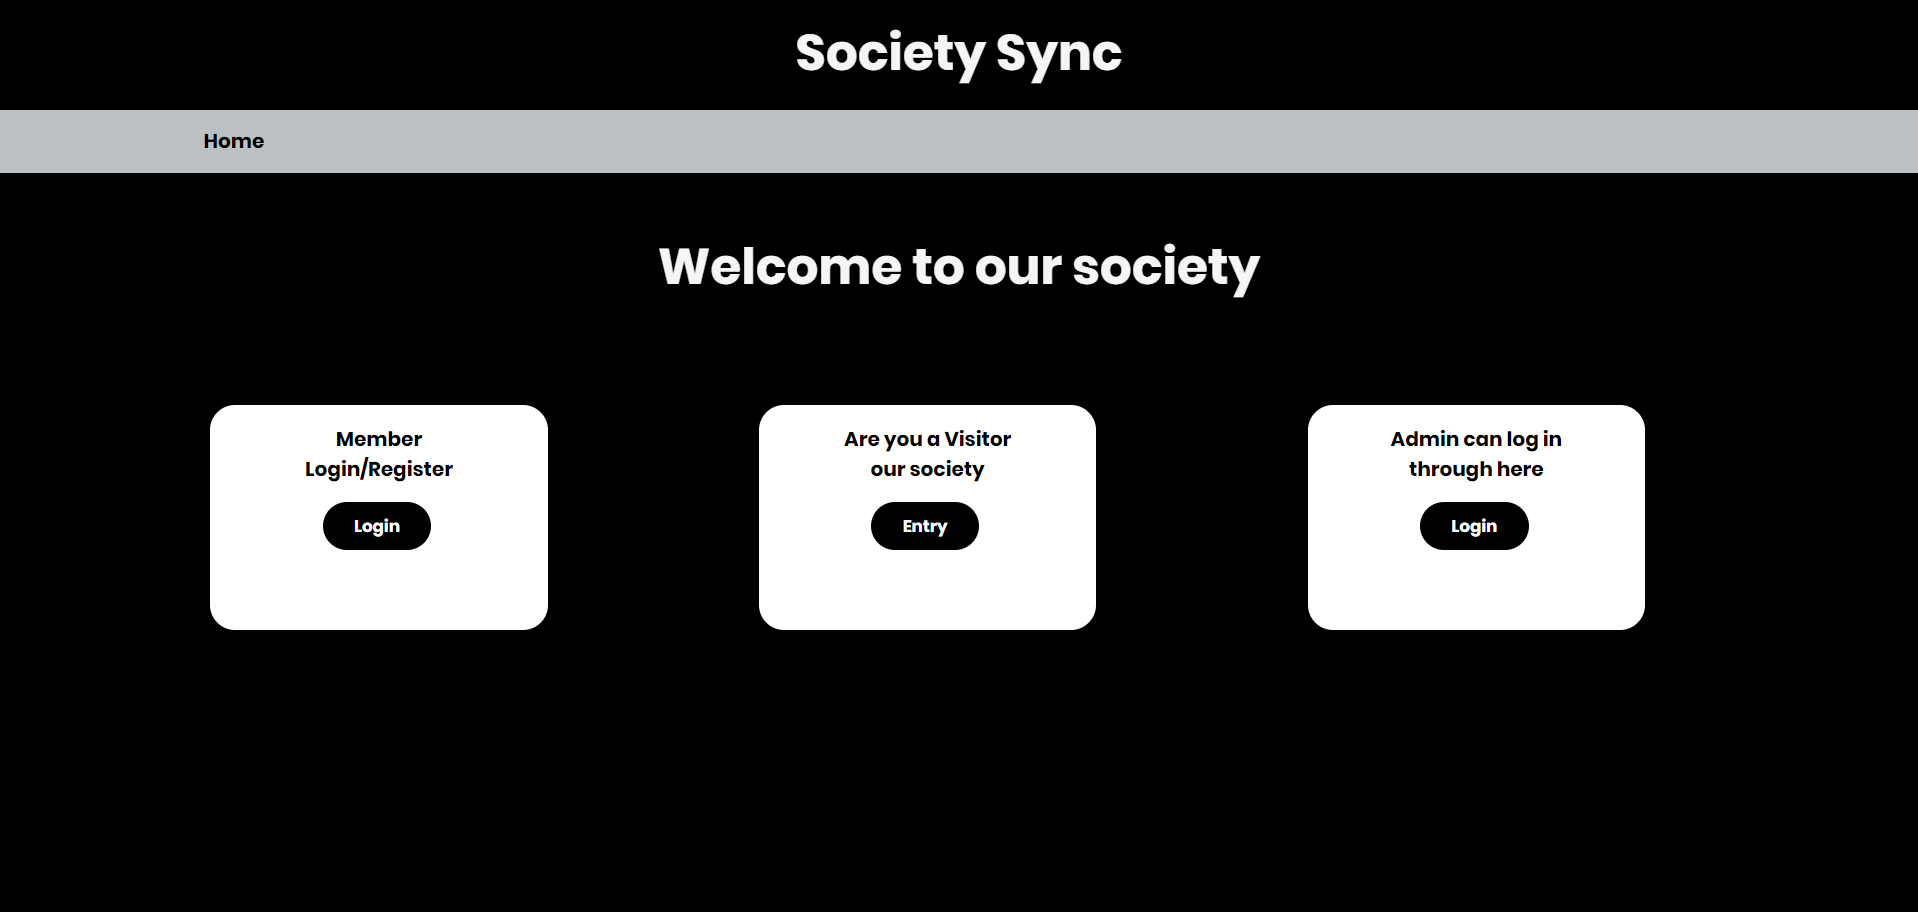 Society Sync
Home
Welcome to our society
Member
Login/Register
Login
Are you a Visitor
our society
Entry
Admin can log in
through here
Login